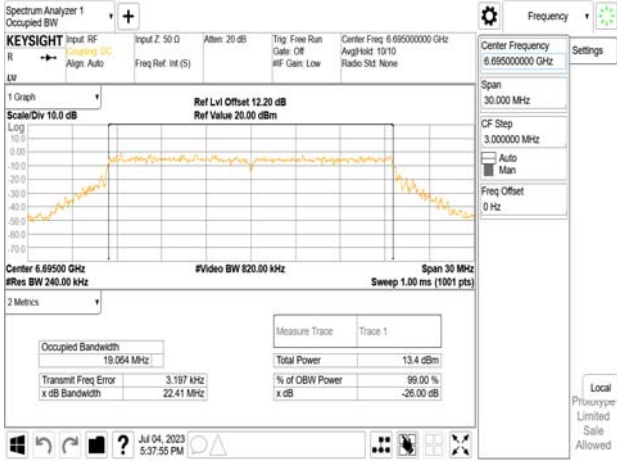 Spectrum Analyzer 1
Occupied BW
Frequency
KEYSIGHT
R
Input: RF
Coupling: DC
Align: Auto
Input Z: 50 Ω
Freq Ref: Int (S)
Atten: 20 dB
Trig: Free Run
Gate: Off
#IF Gain: Low
Center Freq: 6.695000000 GHz
Avg|Hold: 10/10
Radio Std: None
1 Graph
Scale/Div 10.0 dB
Ref Lvl Offset 12.20 dB
Ref Value 20.00 dBm
Log
10.0
0.00
-10.0
-20.0
-30.0
-40.0
-50.0
-60.0
-70.0
Center 6.69500 GHz
#Res BW 240.00 kHz
#Video BW 820.00 kHz
Span 30 MHz
Sweep 1.00 ms (1001 pts)
2 Metrics
Measure Trace
Trace 1
Occupied Bandwidth
19.064 MHz
Total Power
13.4 dBm
Transmit Freq Error
3.197 kHz
% of OBW Power
99.00 %
x dB Bandwidth
22.41 MHz
x dB
-26.00 dB
Jul 04, 2023
5:37:55 PM
Center Frequency
6.695000000 GHz
Settings
Span
30.000 MHz
CF Step
3.000000 MHz
Auto
Man
Freq Offset
0 Hz
Local
Prototype
Limited
Sale
Allowed